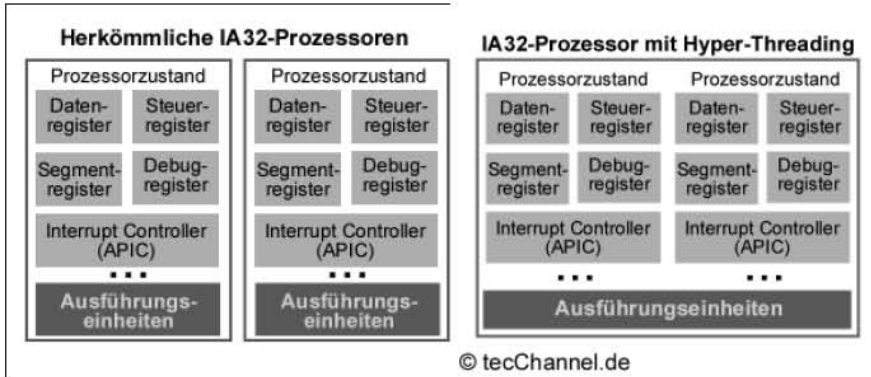 Herkömmliche IA32-Prozessoren
Prozessorzustand
Daten-
register
Steuer-
register
Segment-
register
Debug-
register
Interrupt Controller
(APIC)
...
Ausführungs-
einheiten
Prozessorzustand
Daten-
register
Steuer-
register
Segment-
register
Debug-
register
Interrupt Controller
(APIC)
...
Ausführungs-
einheiten
IA32-Prozessor mit Hyper-Threading
Prozessorzustand
Daten-
register
Steuer-
register
Segment-
register
Debug-
register
Interrupt Controller
(APIC)
...
Prozessorzustand
Daten-
register
Steuer-
register
Segment-
register
Debug-
register
Interrupt Controller
(APIC)
...
Ausführungseinheiten
© tecChannel.de